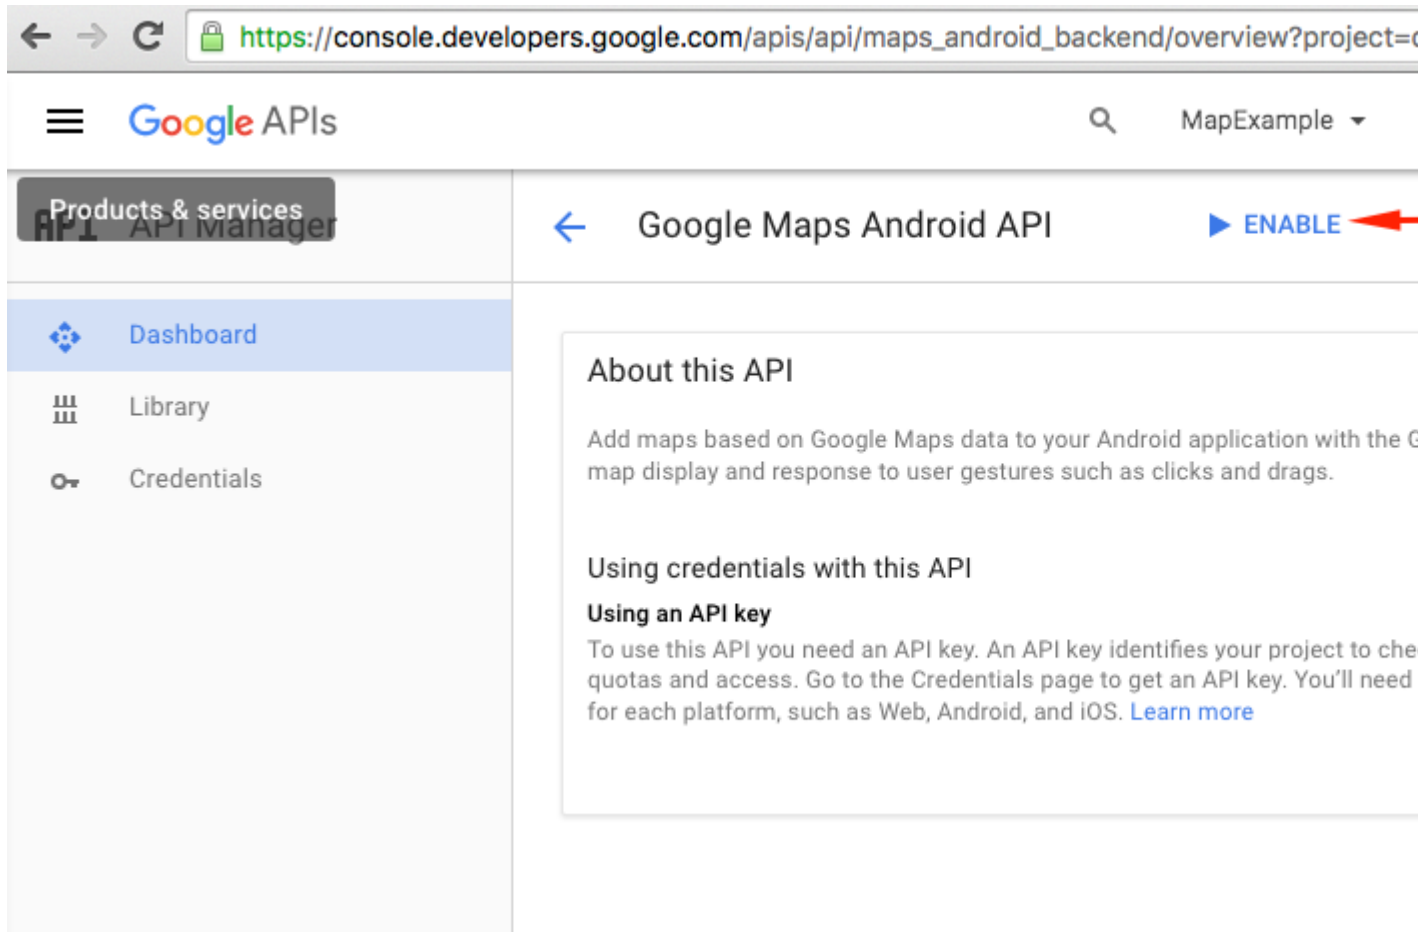 https://console.developers.google.com/apis/api/maps_android_backend/overview?project=
Google APIs
MapExample
Products & services
API API Manager
Google Maps Android API
ENABLE
Dashboard
Library
Credentials
About this API
Add maps based on Google Maps data to your Android application with the
map display and response to user gestures such as clicks and drags.
Using credentials with this API
Using an API key
To use this API you need an API key. An API key identifies your project to
quotas and access. Go to the Credentials page to get an API key. You'll need
for each platform, such as Web, Android, and iOS. Learn more